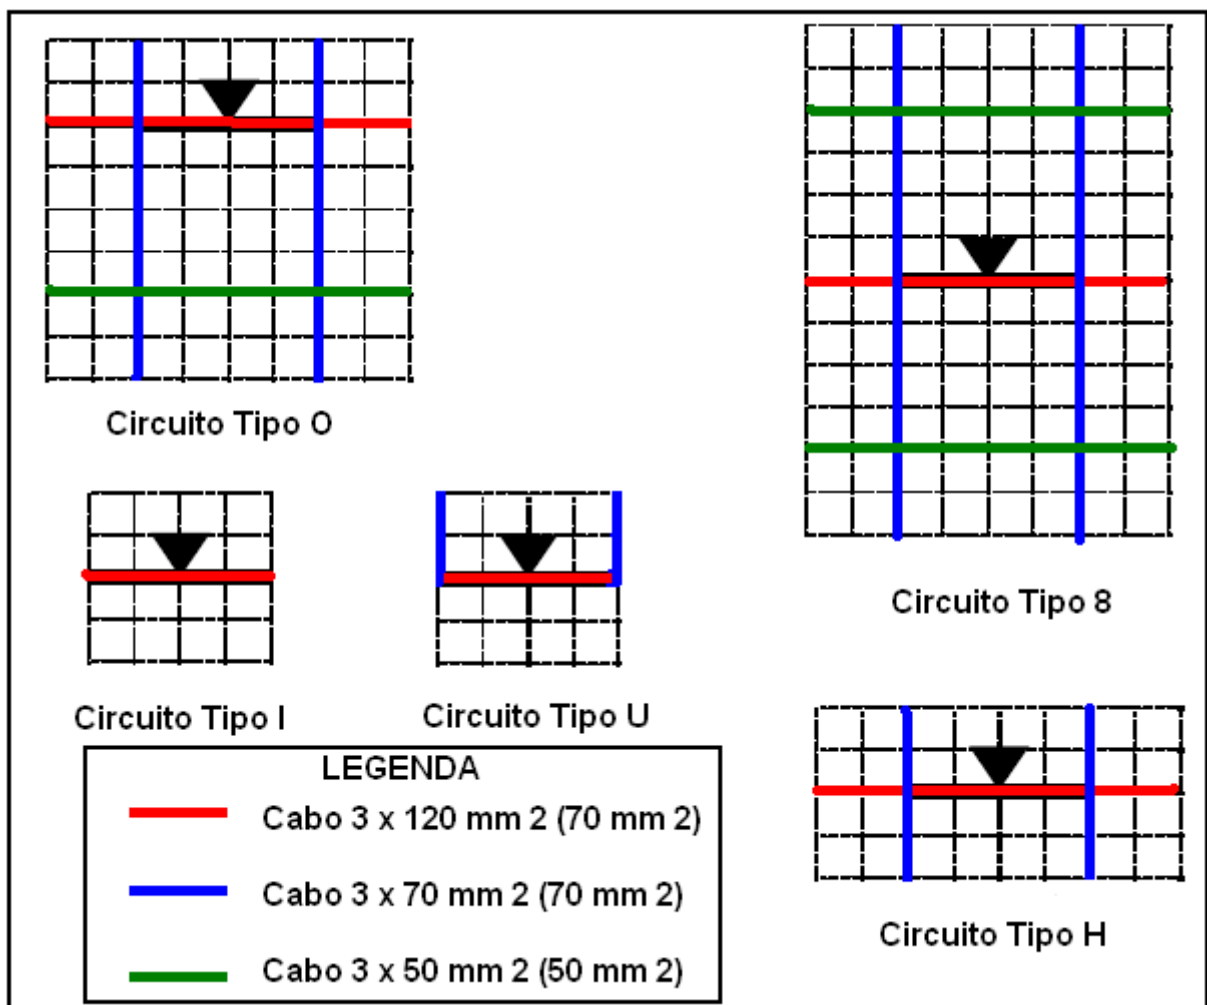 Circuito Tipo O
Circuito Tipo 8
Circuito Tipo I
Circuito Tipo U
LEGENDA
Cabo 3 x 120 mm 2 (70 mm 2)
Cabo 3 x 70 mm 2 (70 mm 2)
Cabo 3 x 50 mm 2 (50 mm 2)
Circuito Tipo H